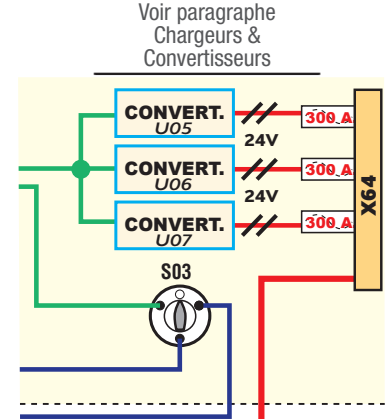 Voir paragraphe
Chargeurs &
Convertisseurs
CONVERT.
U05
300 A
24V
CONVERT.
U06
300 A
24V
CONVERT.
U07
300 A
X64
S03